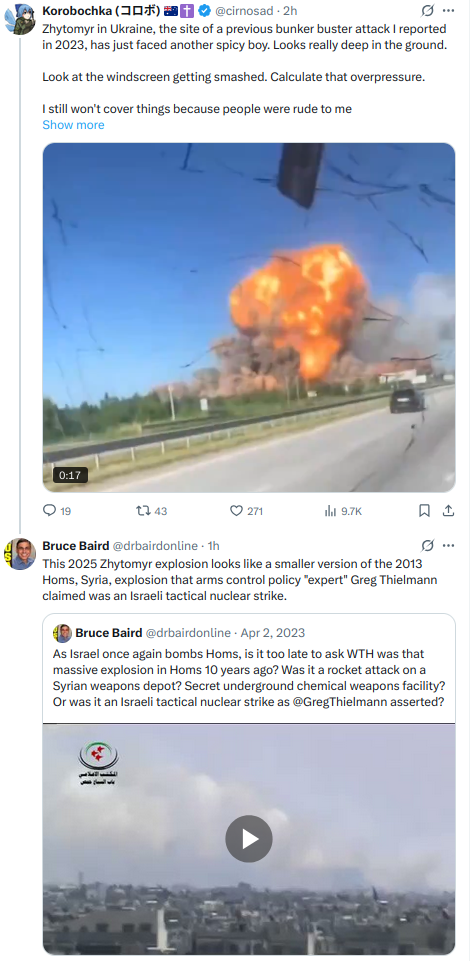 Korobochka (コロボ) 🇦🇺✝️ @cirnosad · 2h
Zhytomyr in Ukraine, the site of a previous bunker buster attack I reported
in 2023, has just faced another spicy boy. Looks really deep in the ground.
Look at the windscreen getting smashed. Calculate that overpressure.
I still won't cover things because people were rude to me
Show more
0:17
19 43 271 9.7K
Bruce Baird @drbairdonline · 1h
This 2025 Zhytomyr explosion looks like a smaller version of the 2013
Homs, Syria, explosion that arms control policy "expert" Greg Thielmann
claimed was an Israeli tactical nuclear strike.
Bruce Baird @drbairdonline · Apr 2, 2023
As Israel once again bombs Homs, is it too late to ask WTH was that
massive explosion in Homs 10 years ago? Was it a rocket attack on a
Syrian weapons depot? Secret underground chemical weapons facility?
Or was it an Israeli tactical nuclear strike as @GregThielmann asserted?
المكتب الاعلامي
باب السباع حمص